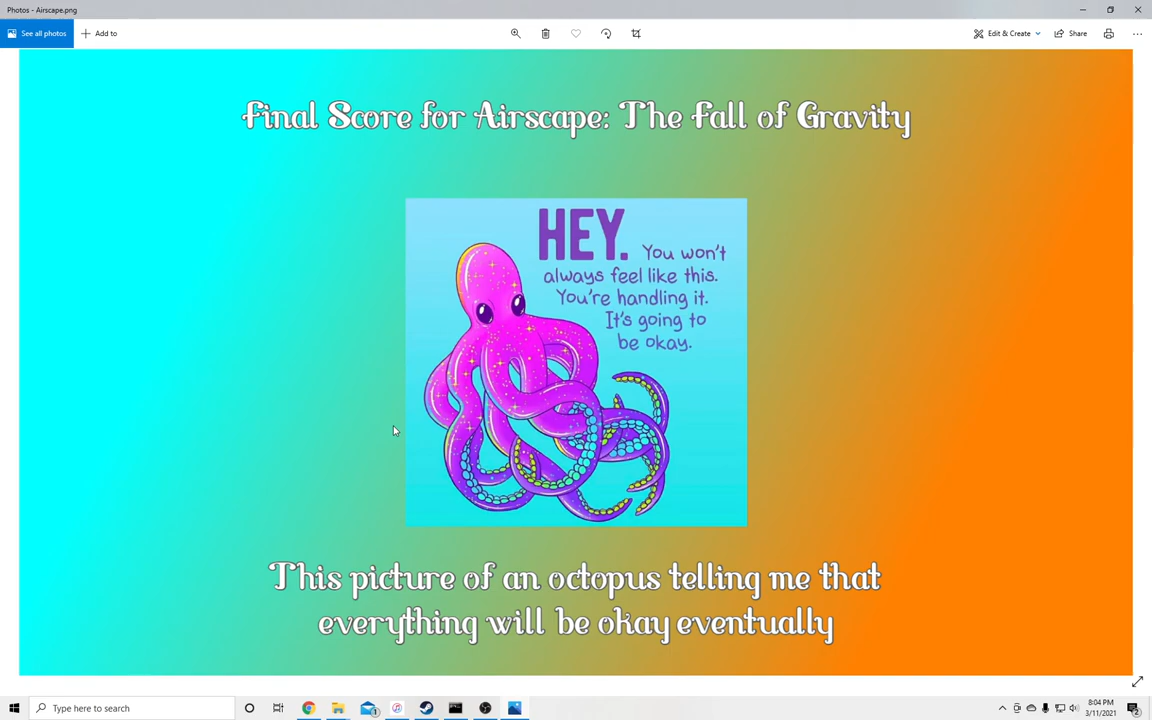 Photos - Airscape.png
See all photos
Add to
Edit & Create
Share
Final Score for Airscape: The Fall of Gravity
HEY. You won't
always feel like this.
You're handling it.
It's going to
be okay.
This picture of an octopus telling me that
everything will be okay eventually
Type here to search
1
8:04 PM
3/11/2021
2